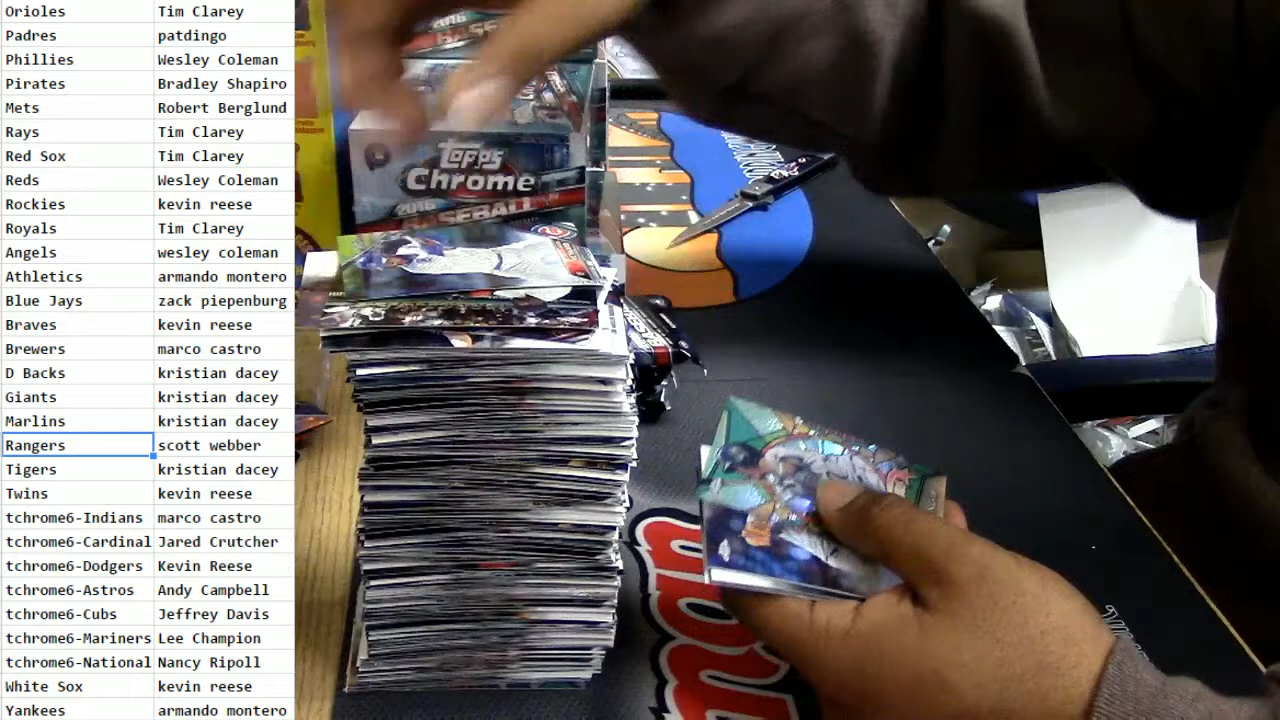 Orioles Tim Clarey
Padres patdingo
Phillies Wesley Coleman
Pirates Bradley Shapiro
Mets Robert Berglund
Rays Tim Clarey
Red Sox Tim Clarey
Reds Wesley Coleman
Rockies kevin reese
Royals Tim Clarey
Angels wesley coleman
Athletics armando montero
Blue Jays zack piepenburg
Braves kevin reese
Brewers marco castro
D Backs kristian dacey
Giants kristian dacey
Marlins kristian dacey
Rangers scott webber
Tigers kristian dacey
Twins kevin reese
tchrome6-Indians marco castro
tchrome6-Cardinal Jared Crutcher
tchrome6-Dodgers Kevin Reese
tchrome6-Astros Andy Campbell
tchrome6-Cubs Jeffrey Davis
tchrome6-Mariners Lee Champion
tchrome6-National Nancy Ripoll
White Sox kevin reese
Yankees armando montero
2016
BASEBALL
Topps
Chrome
2016
BASEBALL